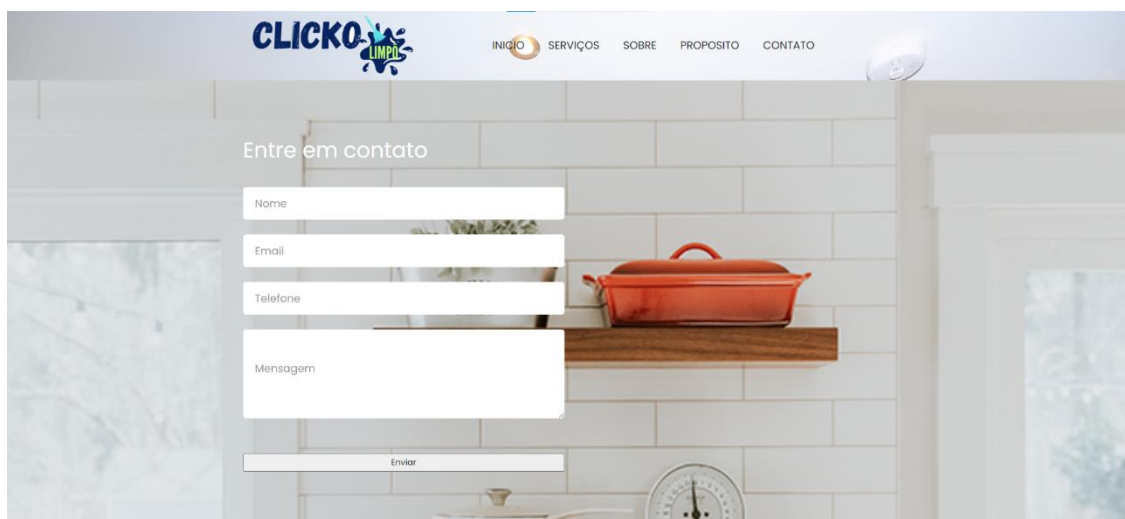 CLICKO
LIMPO
INICIO SERVIÇOS SOBRE PROPOSITO CONTATO
Entre em contato
Nome
Email
Telefone
Mensagem
Enviar